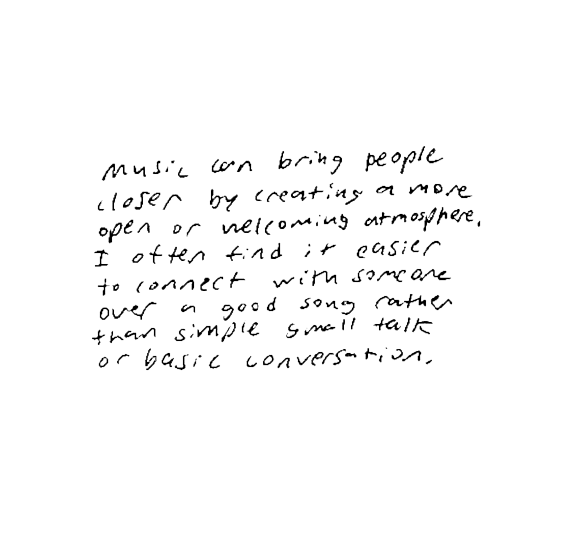 Music can bring people
closer by creating a more
open or welcoming atmosphere.
I often find it easier
to connect with someone
over a good song rather
than simple small talk
or basic conversation.